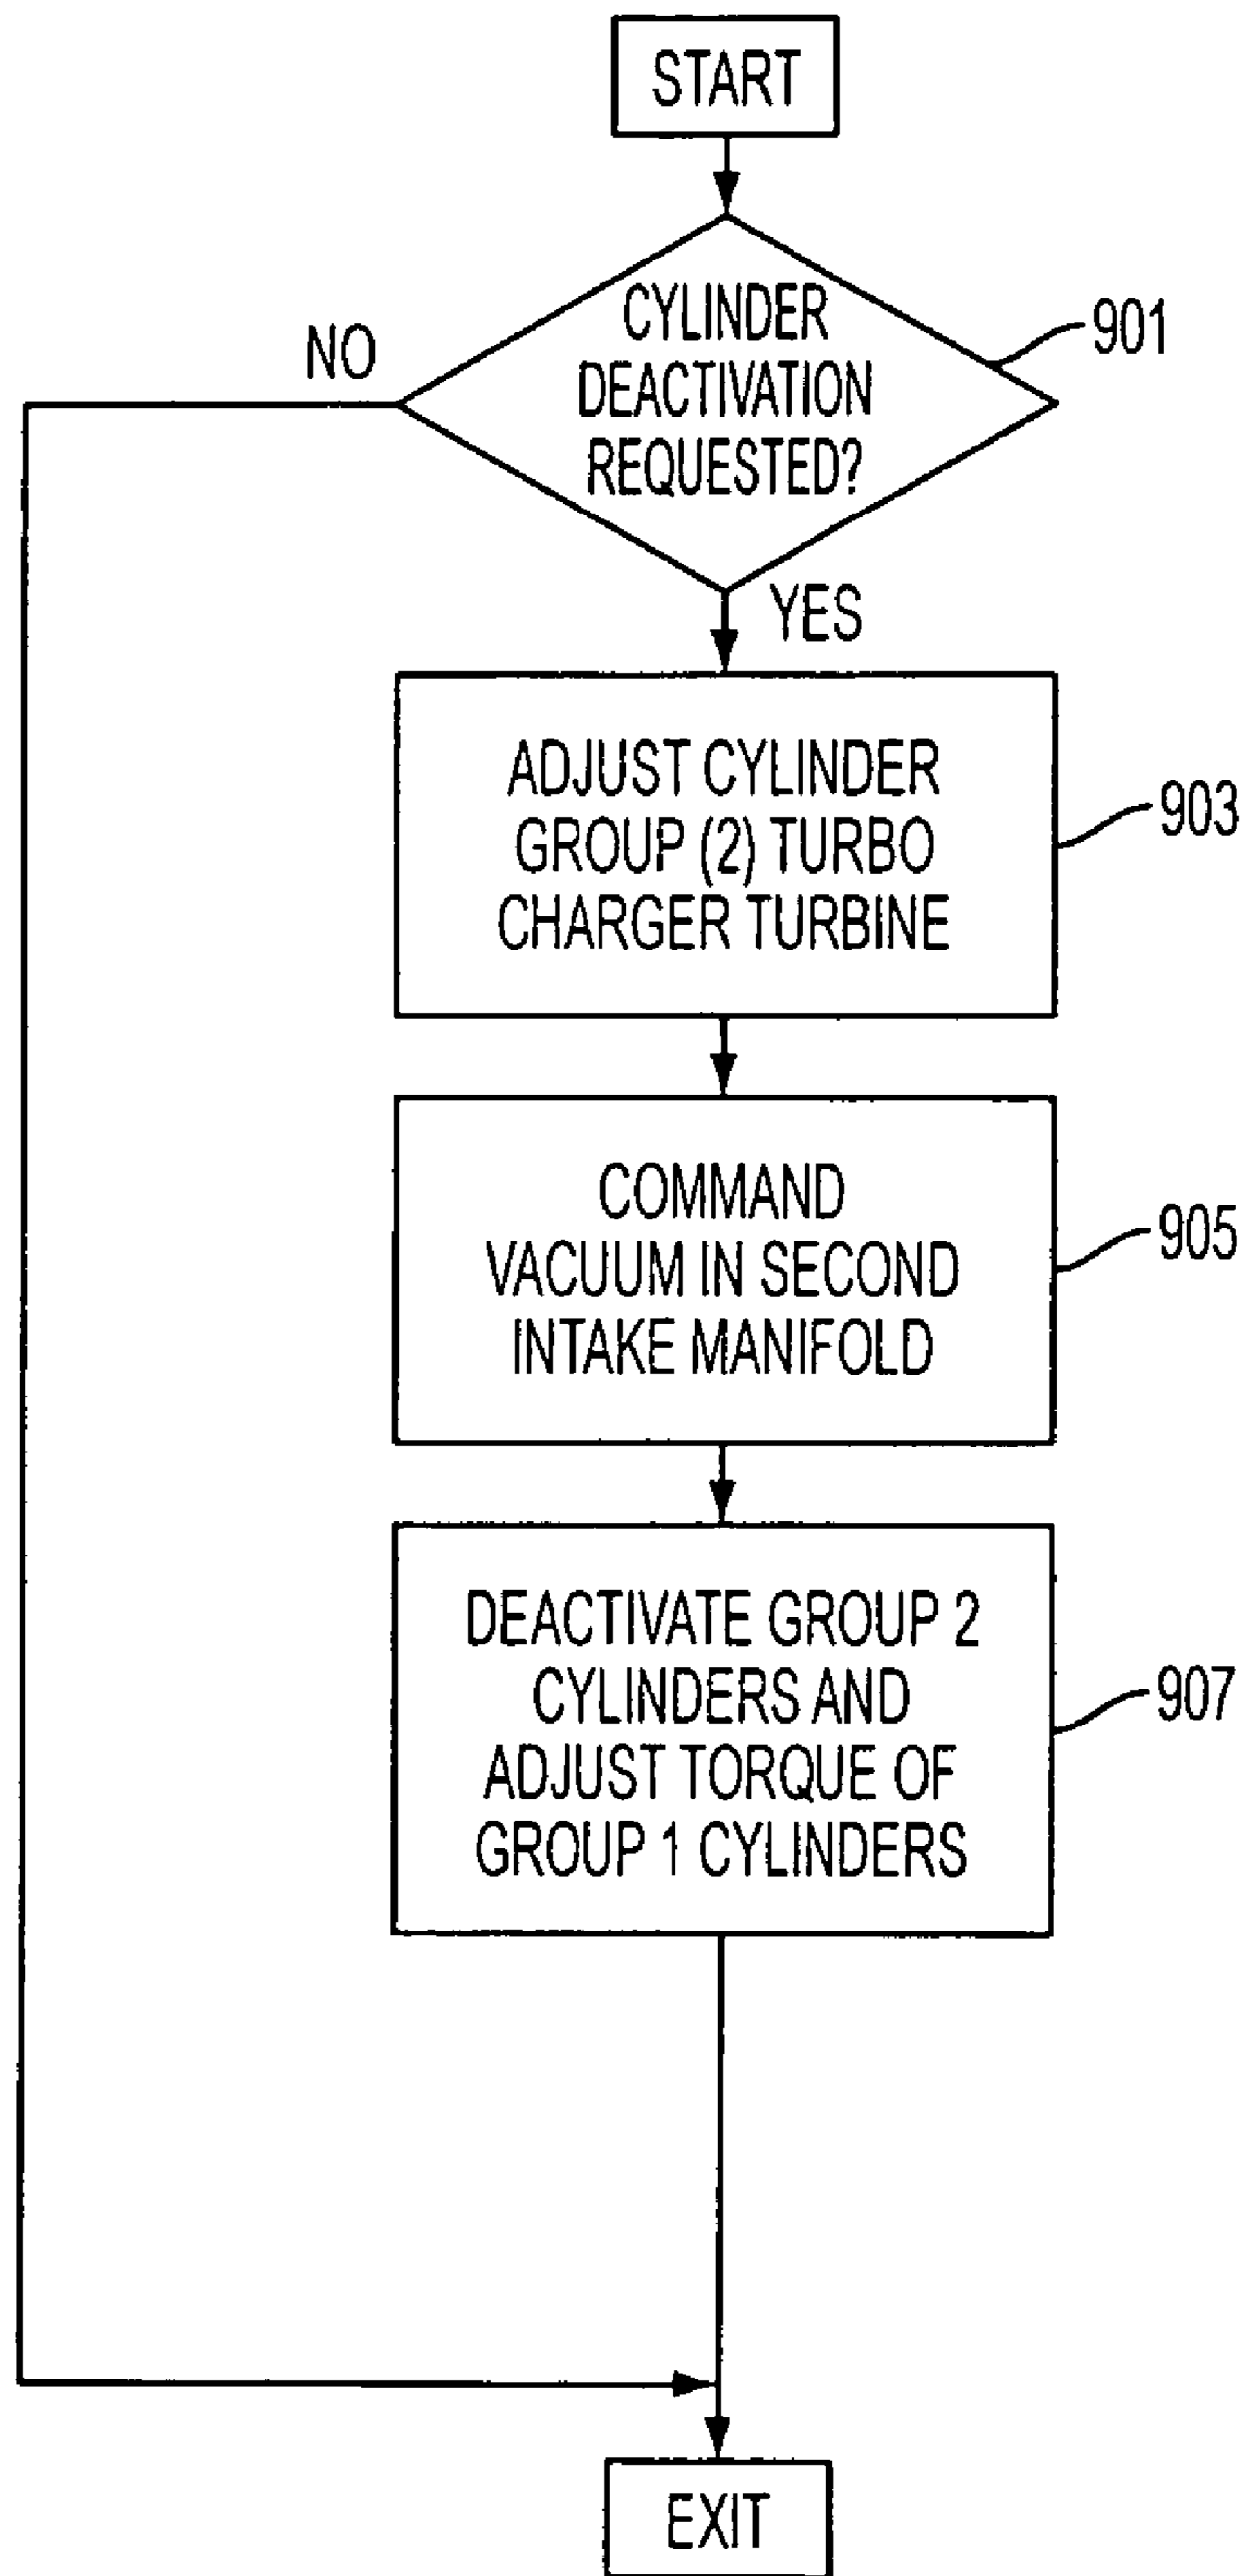 START
CYLINDER
DEACTIVATION
REQUESTED?
901
NO
YES
ADJUST CYLINDER
GROUP (2) TURBO
CHARGER TURBINE
903
COMMAND
VACUUM IN SECOND
INTAKE MANIFOLD
905
DEACTIVATE GROUP 2
CYLINDERS AND
ADJUST TORQUE OF
GROUP 1 CYLINDERS
907
EXIT